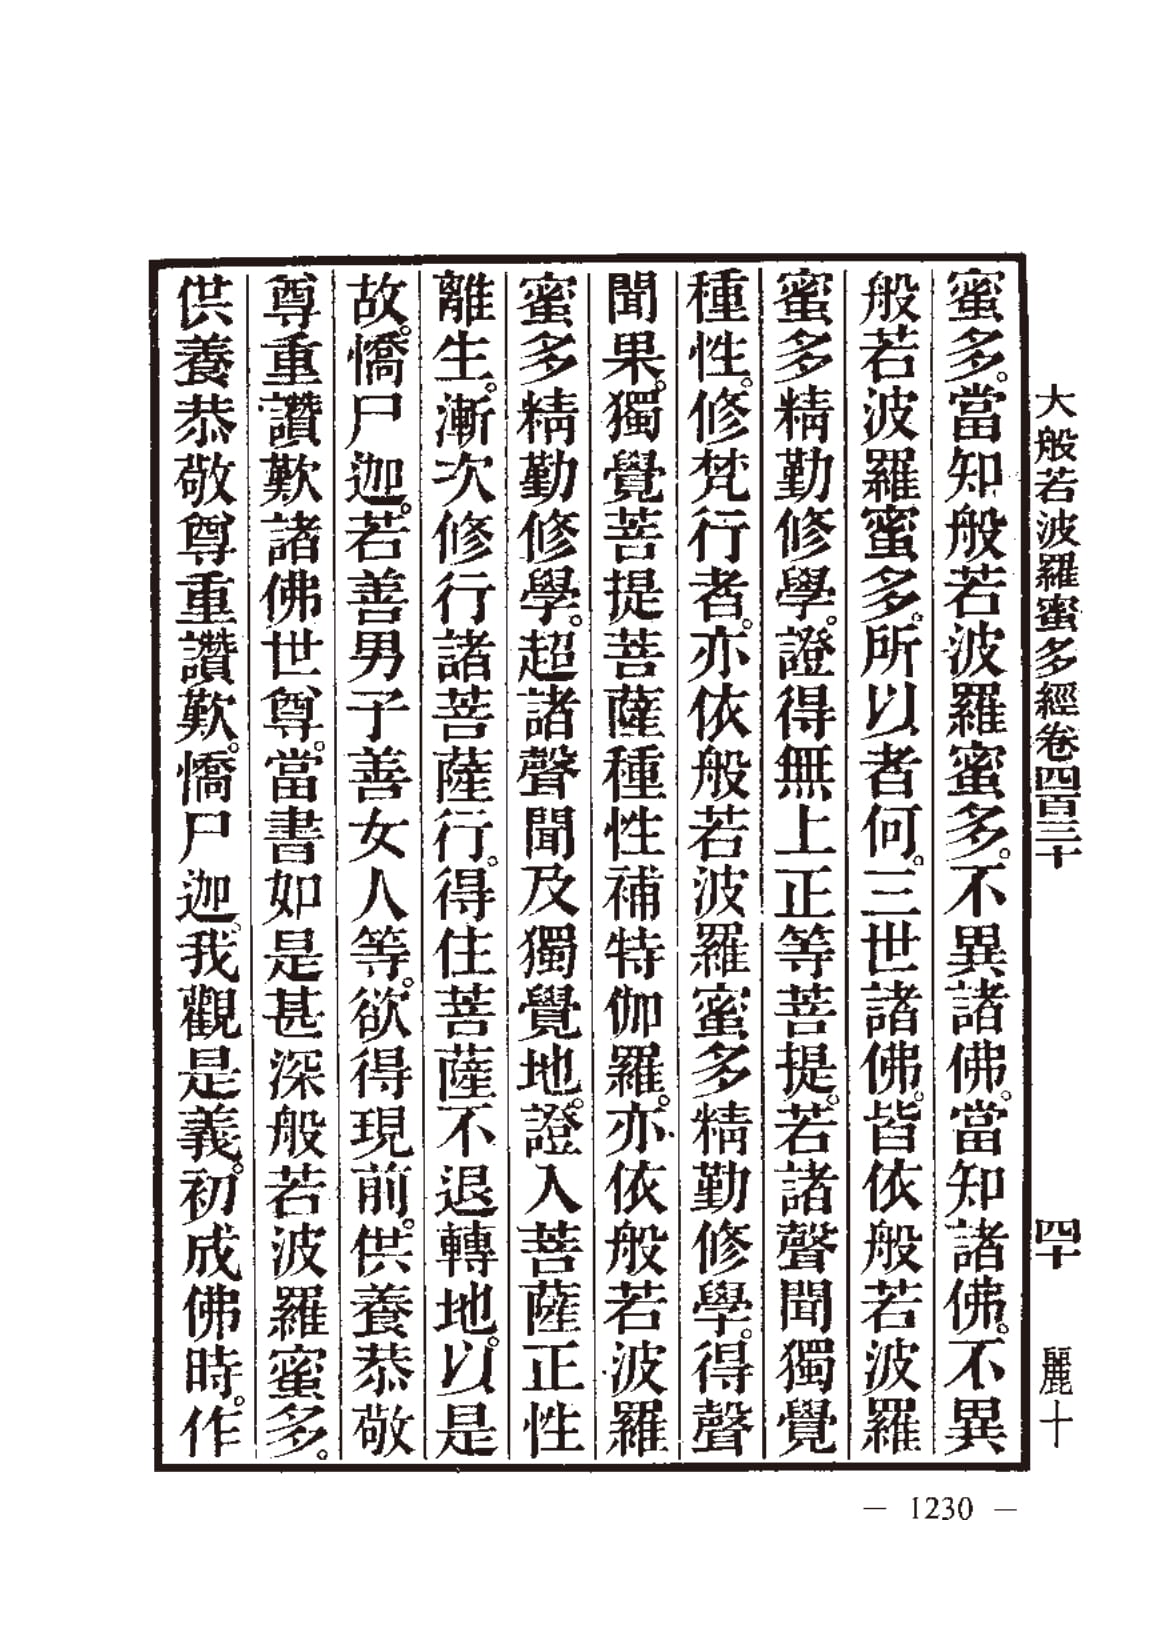 大般若波羅蜜多經卷四百三十 四十 麗十
蜜多。當知般若波羅蜜多。不異諸佛。當知諸佛。不異
般若波羅蜜多。所以者何。三世諸佛。皆依般若波羅
蜜多精勤修學。證得無上正等菩提。若諸聲聞獨覺
種性。修梵行者。亦依般若波羅蜜多精勤修學。得聲
聞果。獨覺菩提菩薩種性補特伽羅。亦依般若波羅
蜜多精勤修學。超諸聲聞及獨覺地。證入菩薩正性
離生。漸次修行諸菩薩行。得住菩薩不退轉地。以是
故。憍尸迦。若善男子善女人等。欲得現前。供養恭敬
尊重讚歎諸佛世尊。當書如是甚深般若波羅蜜多。
供養恭敬尊重讚歎。憍尸迦。我觀是義。初成佛時。作
— 1230 —